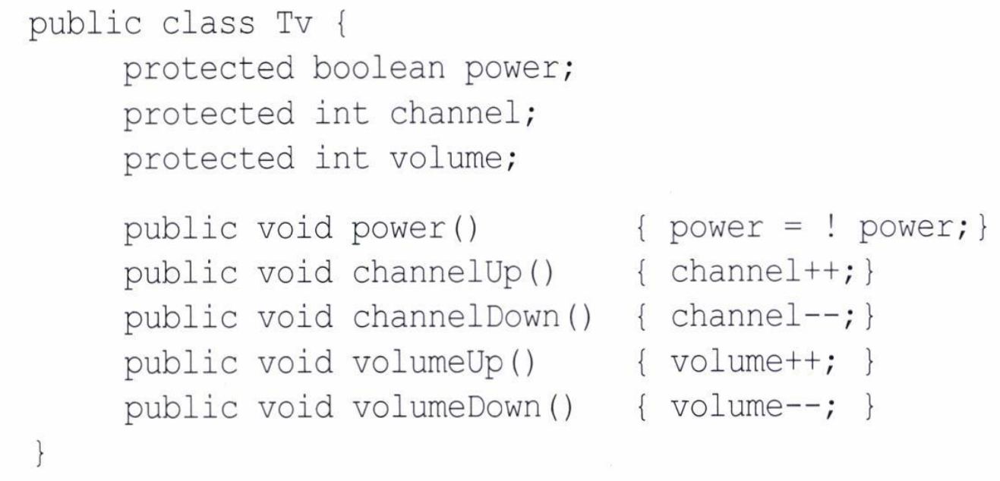 public class Tv {
protected boolean power;
protected int channel;
protected int volume;
public void power() { power = ! power;}
public void channelUp() { channel++;}
public void channelDown() { channel--;}
public void volumeUp() { volume++; }
public void volumeDown() { volume--; }
}